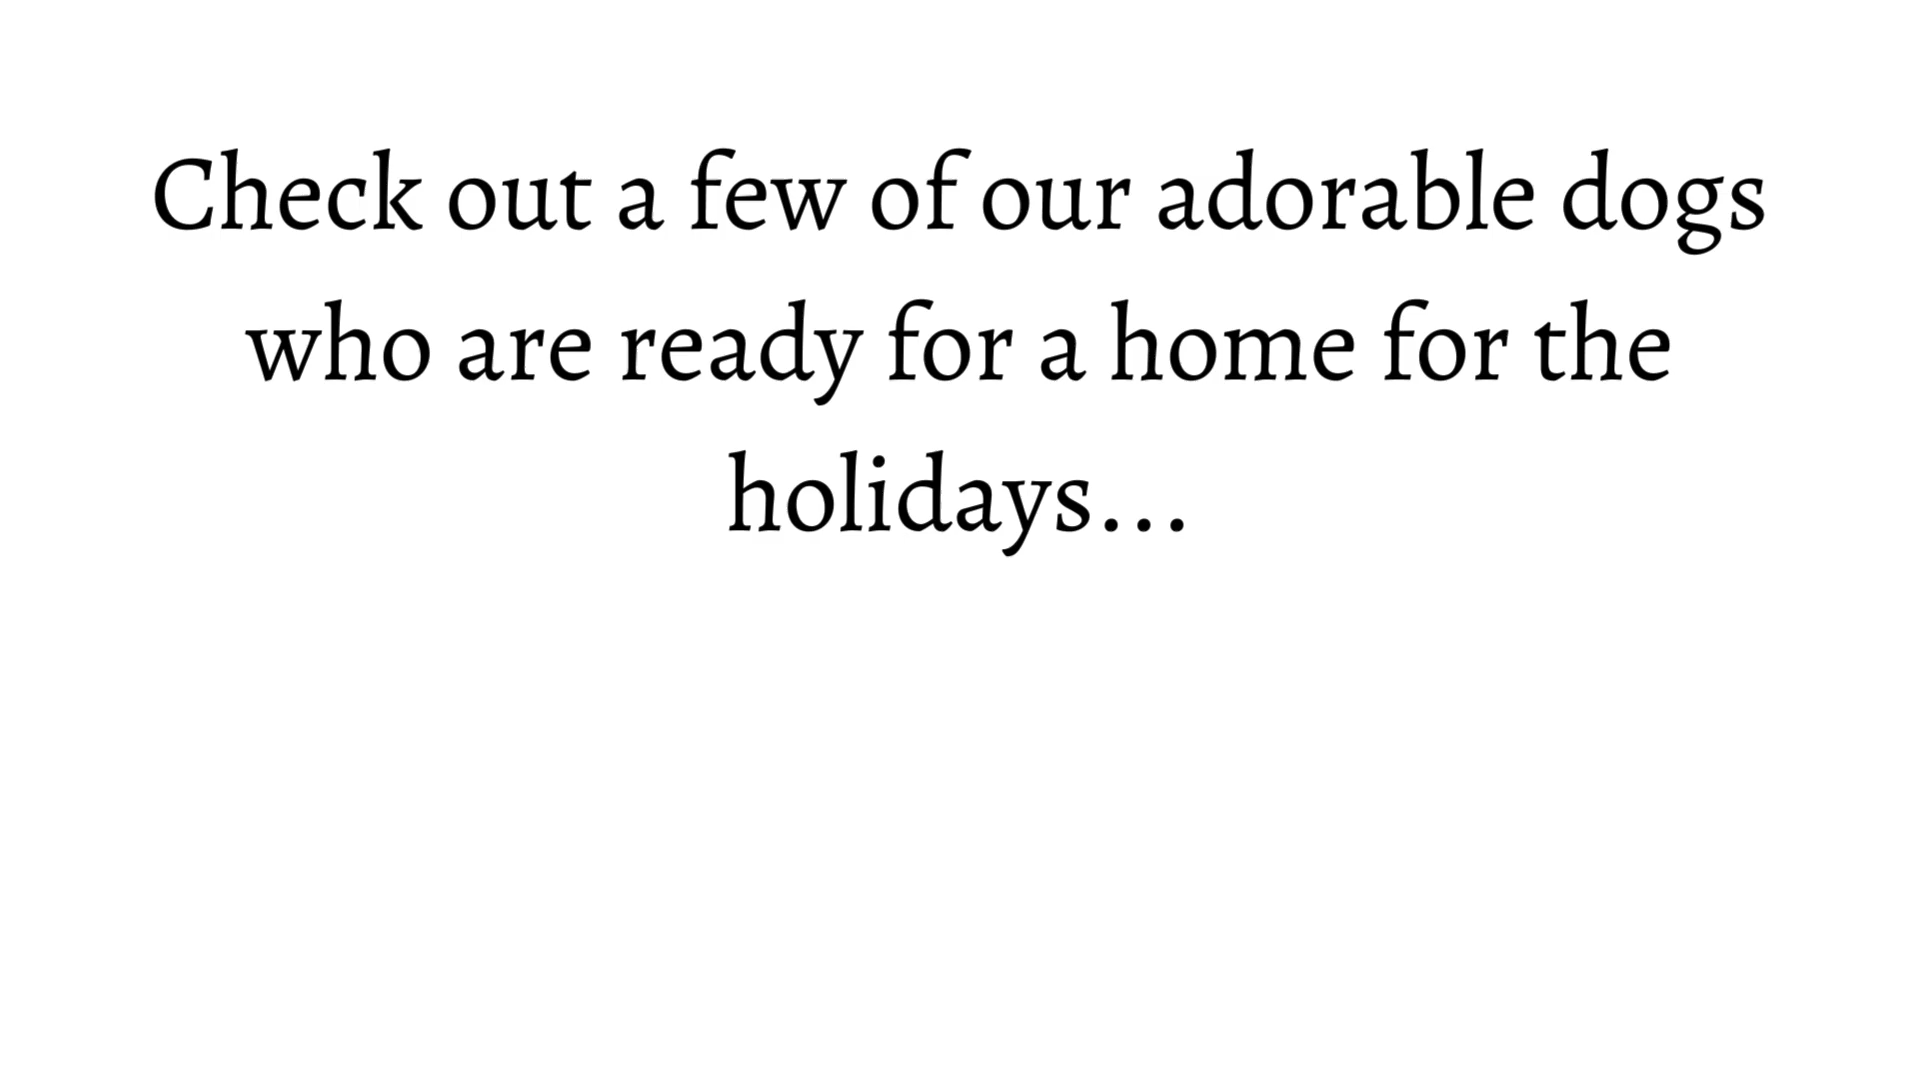 Check out a few of our adorable dogs
who are ready for a home for the
holidays...